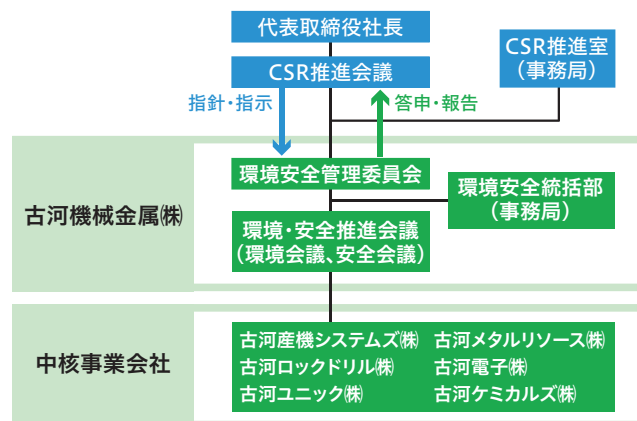 代表取締役社長
CSR推進会議
CSR推進室
（事務局）
指針・指示
答申・報告
古河機械金属㈱
環境安全管理委員会
環境安全統括部
（事務局）
環境・安全推進会議
（環境会議、安全会議）
中核事業会社
古河産機システムズ㈱
古河メタルリソース㈱
古河ロックドリル㈱
古河電子㈱
古河ユニック㈱
古河ケミカルズ㈱